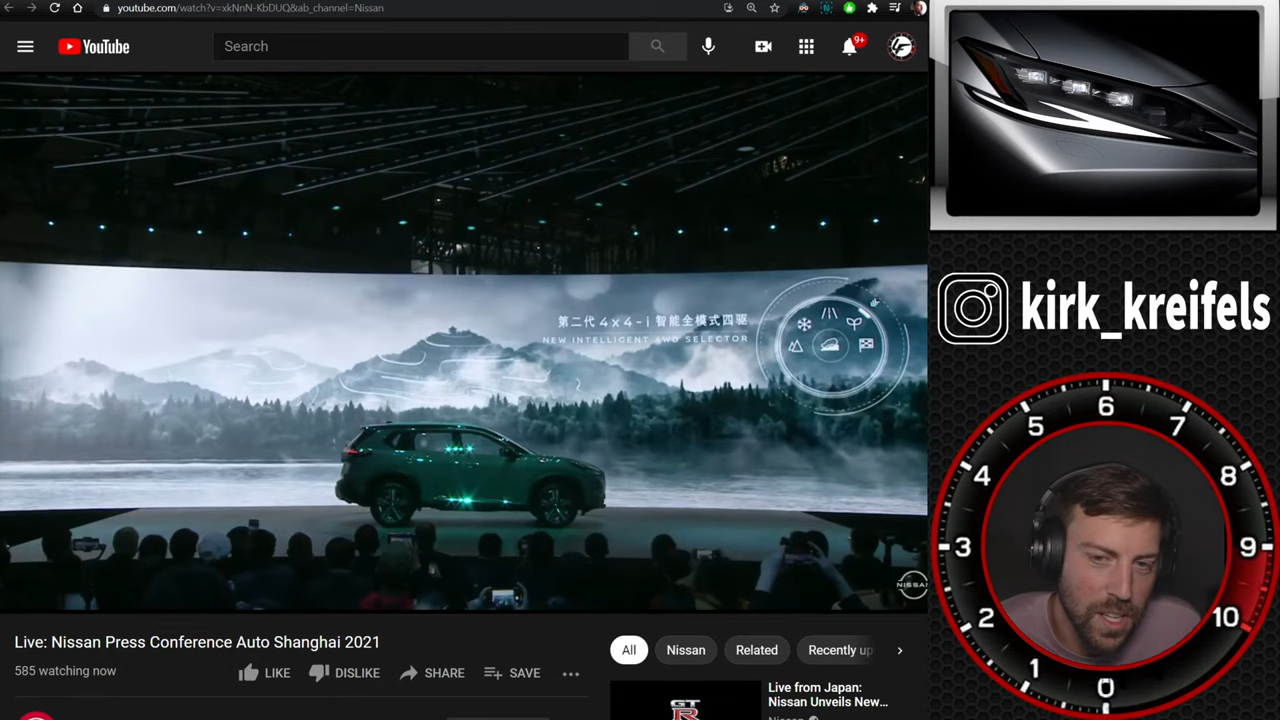 youtube.com/watch?v=xkNnN-KbDUQ&ab_channel=Nissan
YouTube
Search
9+
第二代4x4-i 智能全模式四驱
NEW INTELLIGENT 4WD SELECTOR
NISSAN
Live: Nissan Press Conference Auto Shanghai 2021
585 watching now
LIKE
DISLIKE
SHARE
SAVE
All
Nissan
Related
Recently up
GT
R
Live from Japan:
Nissan Unveils New…
kirk_kreifels
0
1
2
3
4
5
6
7
8
9
10